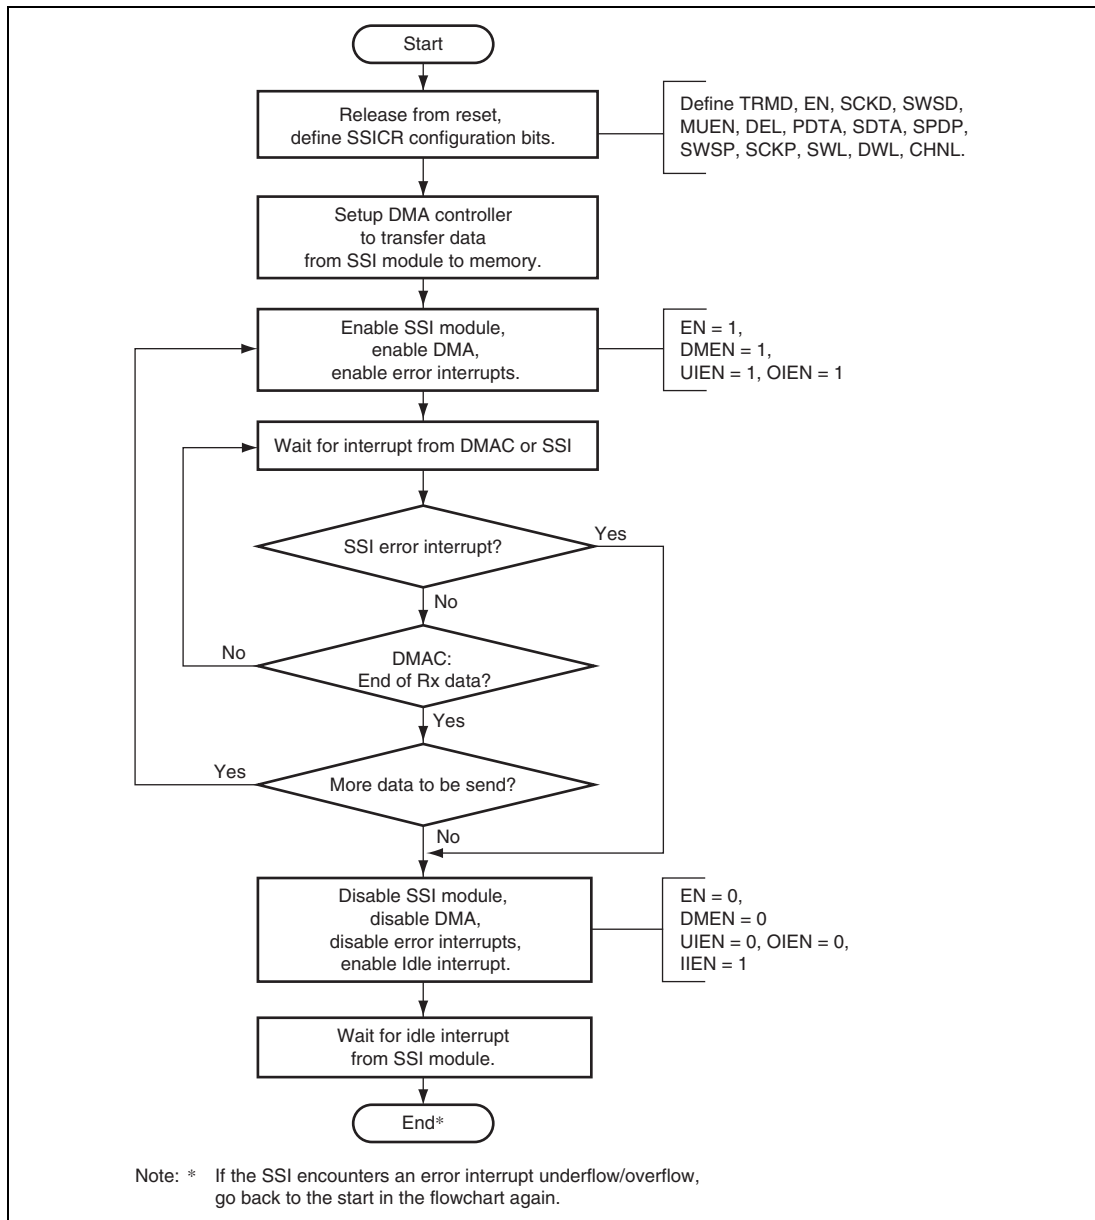 Start
Release from reset,
define SSICR configuration bits.
Define TRMD, EN, SCKD, SWSD,
MUEN, DEL, PDTA, SDTA, SPDP,
SWSP, SCKP, SWL, DWL, CHNL.
Setup DMA controller
to transfer data
from SSI module to memory.
Enable SSI module,
enable DMA,
enable error interrupts.
EN = 1,
DMEN = 1,
UIEN = 1, OIEN = 1
Wait for interrupt from DMAC or SSI
SSI error interrupt?
Yes
No
DMAC:
End of Rx data?
No
Yes
More data to be send?
Yes
No
Disable SSI module,
disable DMA,
disable error interrupts,
enable Idle interrupt.
EN = 0,
DMEN = 0
UIEN = 0, OIEN = 0,
IIEN = 1
Wait for idle interrupt
from SSI module.
End*
Note: * If the SSI encounters an error interrupt underflow/overflow,
go back to the start in the flowchart again.